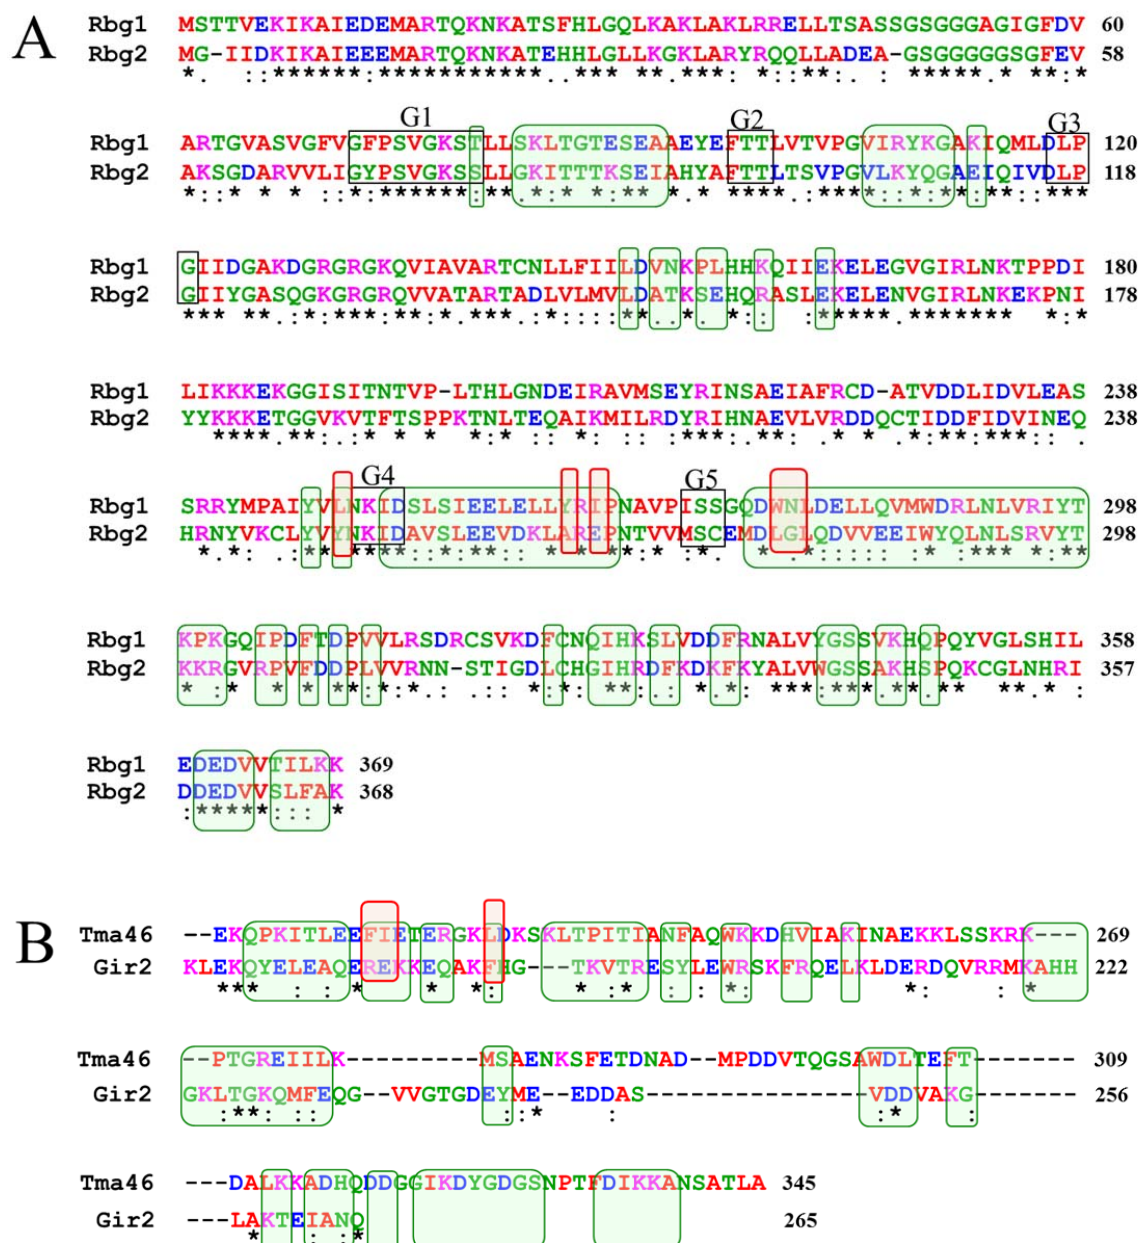 A
Rbg1 MSTTVEKIKAIEDEMARTQKNKATSFHLGQLKAKLAKLRRELLTSASSGSGGGAGIGFDV 60
Rbg2 MG-IIDKIKAIEEEMARTQKNKATEHHLGLLKGKLARYRQQLLADEA-GSGGGGGSGFEV 58
G1 G2 G3
Rbg1 ARTGVASVGFVGFPSVGKSTLLSKLTGTESEAAEYEFTTLVTVPGVIRYKGAKIQMLDLP 120
Rbg2 AKSGDARVVLIGYPSVGKSSLLGKITTTKSEIAHYAFTTLTSVPGVLKYQGAEIQIVDLP 118
Rbg1 GIIDGAKDGRGRGKQVIAVARTCNLLFIILDVNKPLHHKQIIEKELEGVGIRLNKTPPDI 180
Rbg2 GIIYGASQGKGRGRQVVATARTADLVLMVLDATKSEHQRASLEKELENVGIRLNKEKPNI 178
Rbg1 LIKKKEKGGISITNTVP-LTHLGNDEIRAVMSEYRINSAEIAFRCD-ATVDDLIDVLEAS 238
Rbg2 YYKKKETGGVKVTFTSPPKTNLTEQAIKMILRDYRIHNAEVLVRDDQCTIDDFIDVINEQ 238
G4 G5
Rbg1 SRRYMPAIYVLNKIDSLSIEELELLYRIPNAVPISSGQDWNLDELLQVMWDRLNLVRIYT 298
Rbg2 HRNYVKCLYVYNKIDAVSLEEVDKLAREPNTVVMSCEMDLGLQDVVEEIWYQLNLSRVYT 298
Rbg1 KPKGQIPDFTDPVVLRSDRCSVKDFCNQIHKSLVDDFRNALVYGSSVKHQPQYVGLSHIL 358
Rbg2 KKRGVRPVFDDPLVVRNN-STIGDLCHGIHRDFKDKFKYALVWGSSAKHSPQKCGLNHRI 357
Rbg1 EDEDVVTILKK 369
Rbg2 DDEDVVSLFAK 368
B
Tma46 --EKQPKITLEEFIETERGKLDKSKLTPITIANFAQWKKDHVIAKINAEKKLSSKRK--- 269
Gir2 KLEKQYELEAQEREKKEQAKFHG---TKVTRESYLEWRSKFRQELKLDERDQVRRMKAHH 222
Tma46 --PTGREIILK---------MSAENKSFETDNAD--MPDDVTQGSAWDLTEFT------- 309
Gir2 GKLTGKQMFEQG--VVGTGDEYME--EDDAS---------------VDDVAKG------- 256
Tma46 ---DALKKADHQDDGGIKDYGDGSNPTFDIKKANSATLA 345
Gir2 ---LAKTEIANQ 265